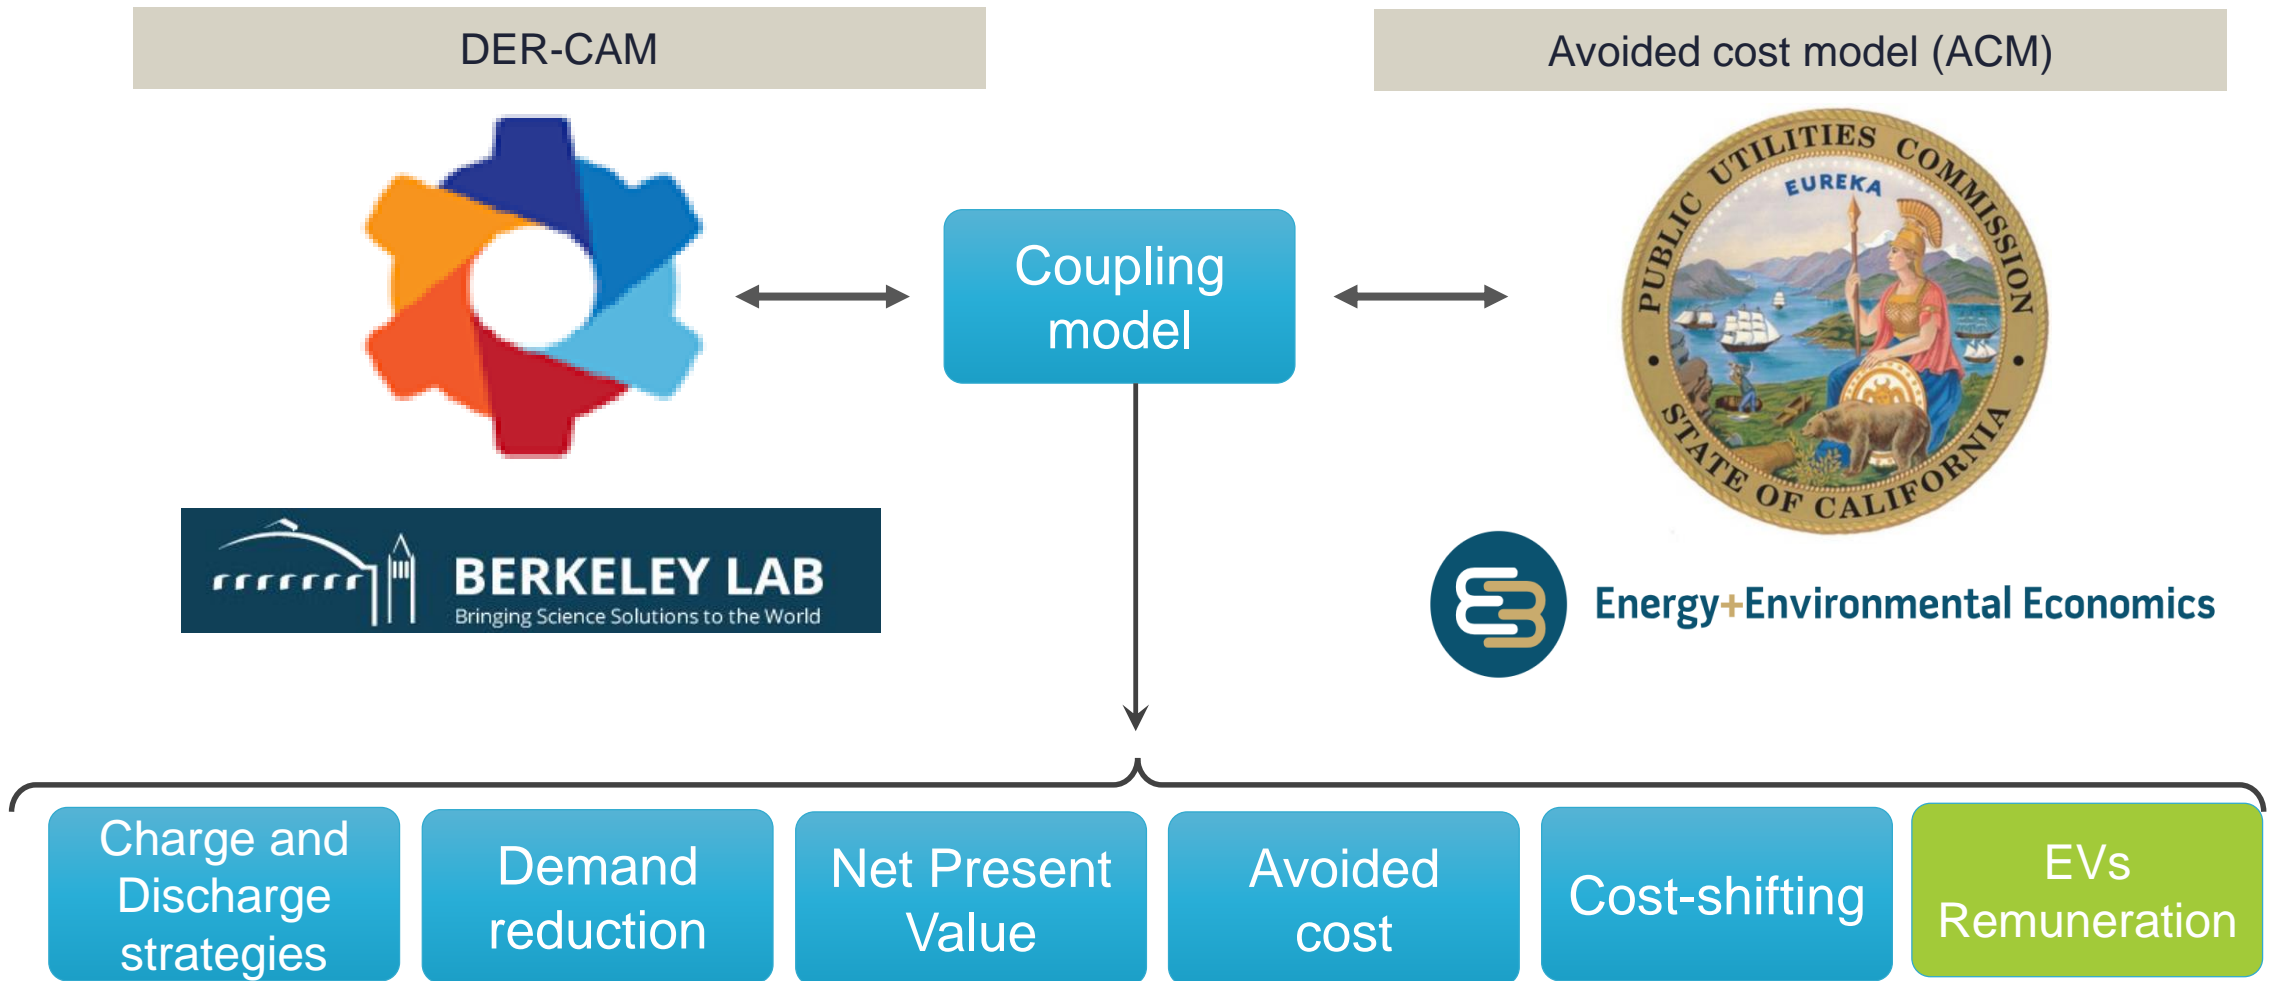 DER-CAM
Avoided cost model (ACM)
PUBLIC UTILITIES COMMISSION
EUREKA
STATE OF CALIFORNIA
Coupling
model
BERKELEY LAB
Bringing Science Solutions to the World
Energy+Environmental Economics
Charge and
Discharge
strategies
Demand
reduction
Net Present
Value
Avoided
cost
Cost-shifting
EVs
Remuneration